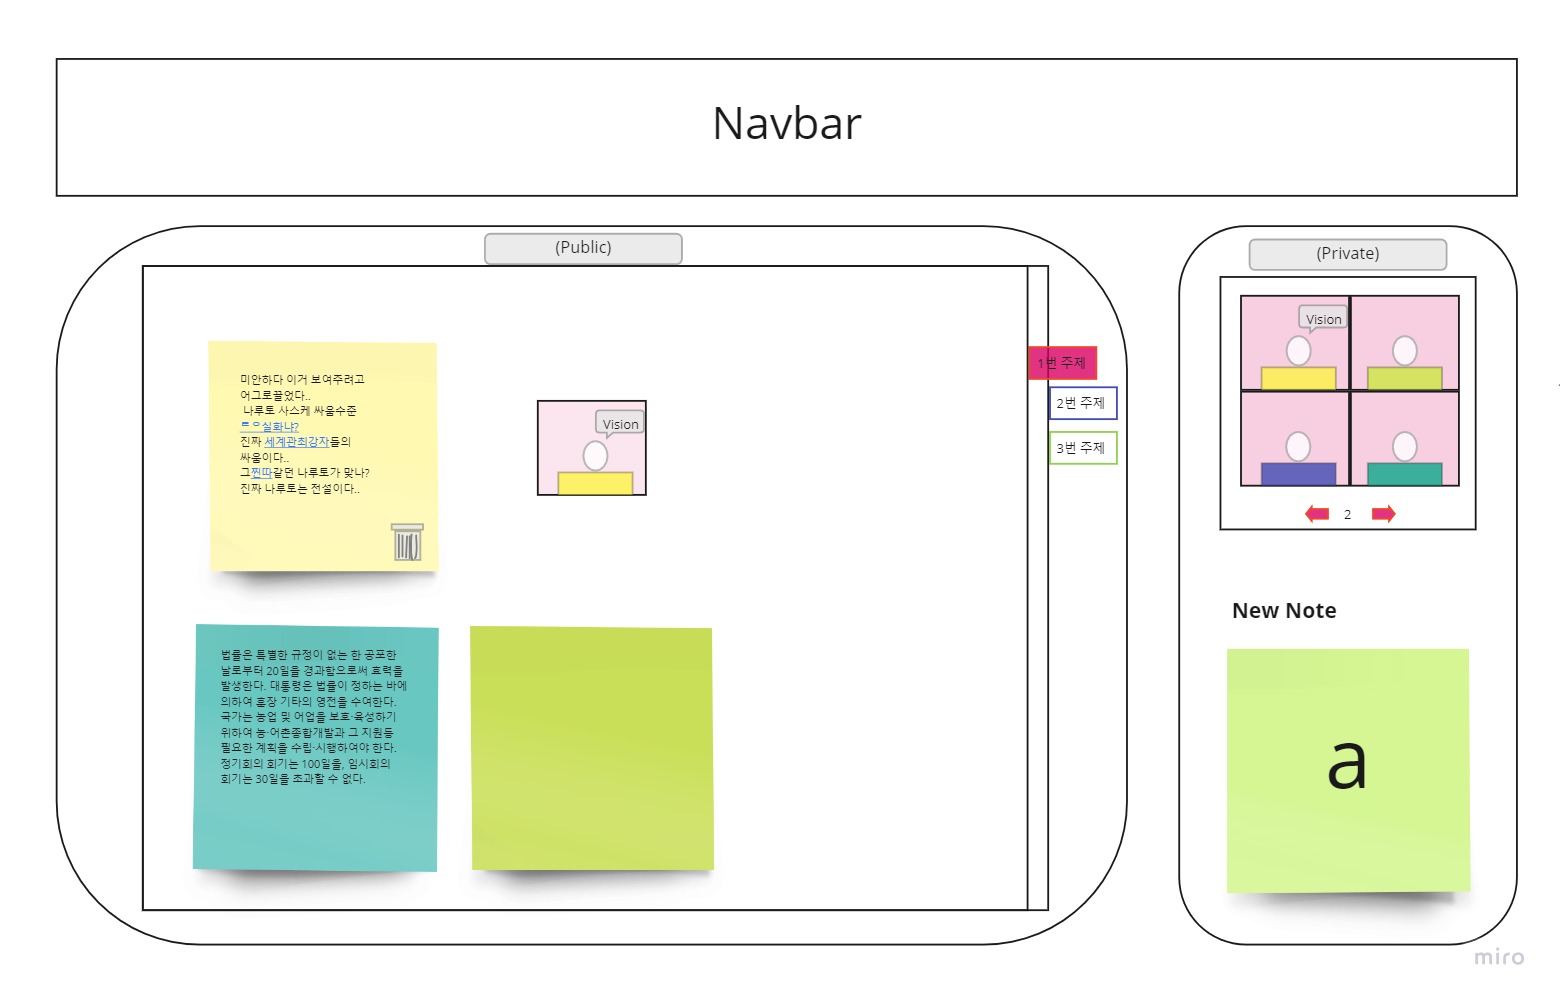 Navbar
(Public)
미안하다 이거 보여주려고
어그로끌었다..
나루토 사스케 싸움수준
ㄹㅇ실화냐?
진짜 세계관최강자들의
싸움이다..
그찐따같던 나루토가 맞나?
진짜 나루토는 전설이다..
Vision
1번 주제
2번 주제
3번 주제
법률은 특별한 규정이 없는 한 공포한
날로부터 20일을 경과함으로써 효력을
발생한다. 대통령은 법률이 정하는 바에
의하여 훈장 기타의 영전을 수여한다.
국가는 농업 및 어업을 보호·육성하기
위하여 농·어촌종합개발과 그 지원등
필요한 계획을 수립·시행하여야 한다.
정기회의 회기는 100일을, 임시회의
회기는 30일을 초과할 수 없다.
(Private)
Vision
2
New Note
a
miro